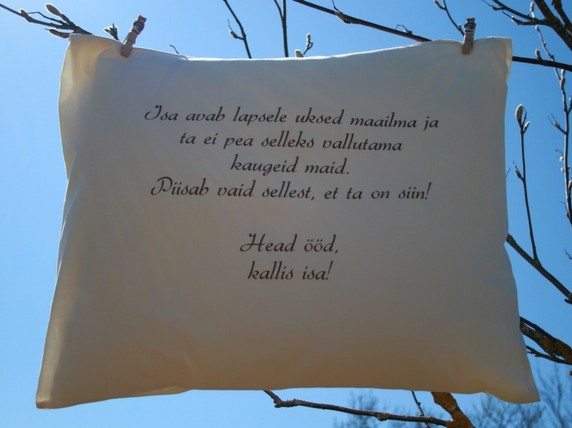 Isa avab lapsele uksed maailma ja
ta ei pea selleks vallutama
kaugeid maid.
Piisab vaid sellest, et ta on siin!
Head ööd,
kallis isa!